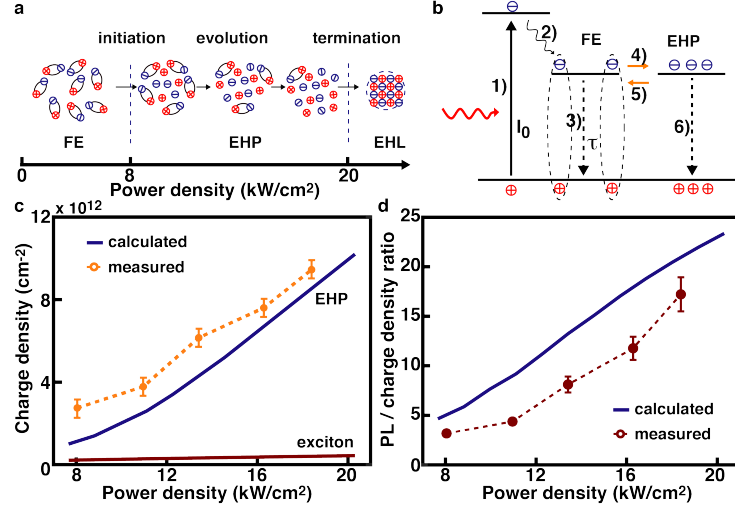 a
initiation evolution termination
FE EHP EHL
0 8 20
Power density (kW/cm²)
b
2) FE 4) EHP
1) 5)
I₀ 3) τ 6)
c
12 x 10¹²
calculated
measured
EHP
8
4
exciton
0
8 12 16 20
Charge density (cm-²)
Power density (kW/cm²)
d
25
20
15
10
5
0
calculated
measured
8 12 16 20
PL / charge density ratio
Power density (kW/cm²)